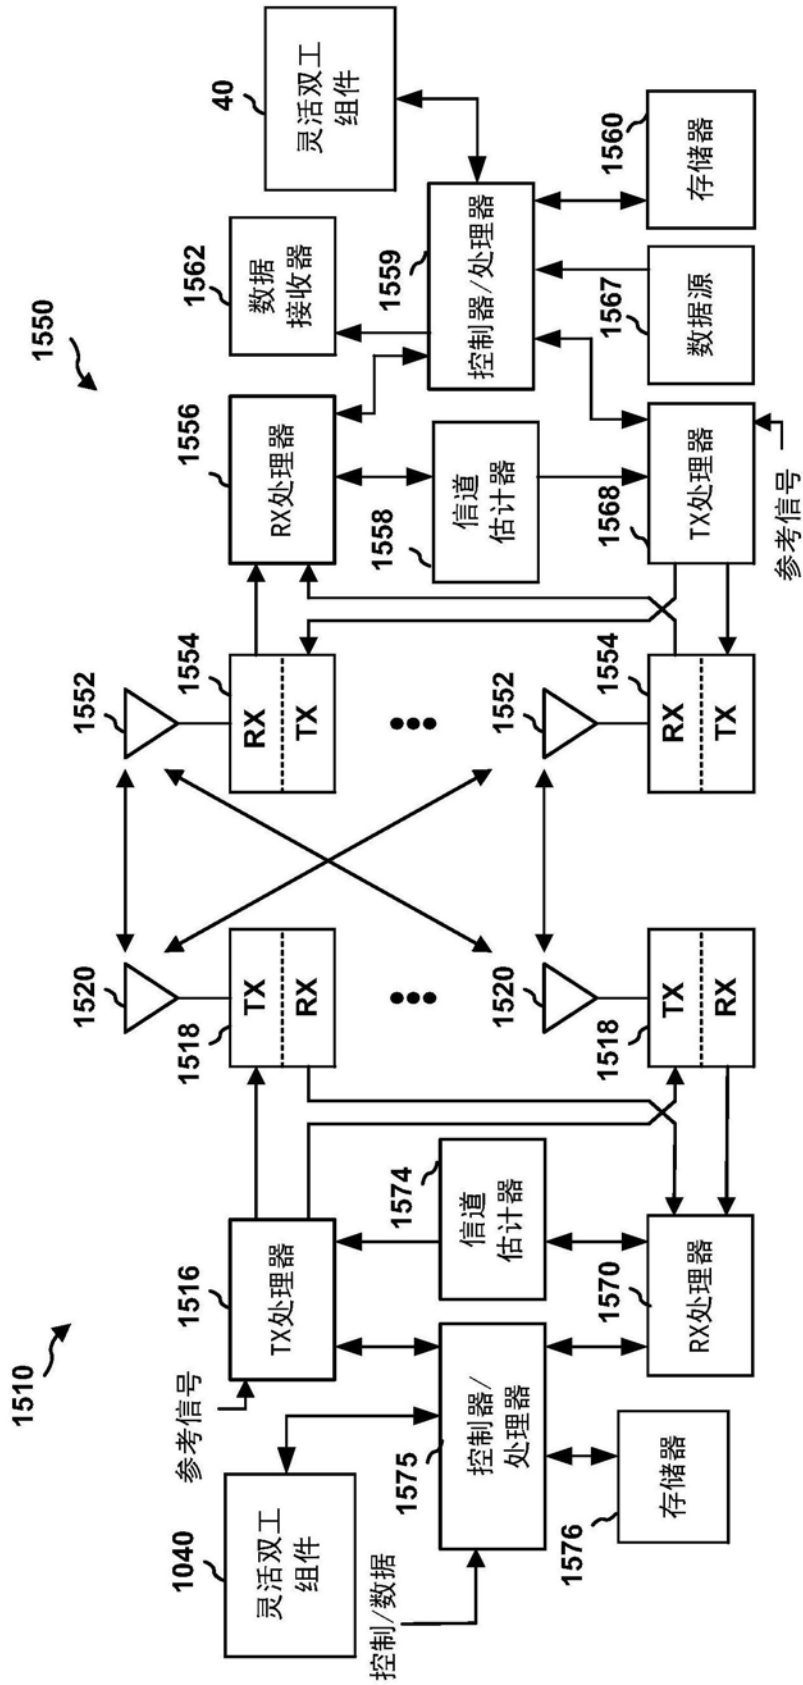 1510
1550
1040
灵活双工
组件
参考信号
1516
TX处理器
1518
TX
RX
1520
1552
1554
RX
TX
1556
RX处理器
1562
数据
接收器
40
灵活双工
组件
控制/数据
1575
控制器/
处理器
1574
信道
估计器
1558
信道
估计器
1559
控制器/处理器
1576
存储器
1570
RX处理器
1518
TX
RX
1520
1552
1554
RX
TX
1568
TX处理器
参考信号
1567
数据源
1560
存储器